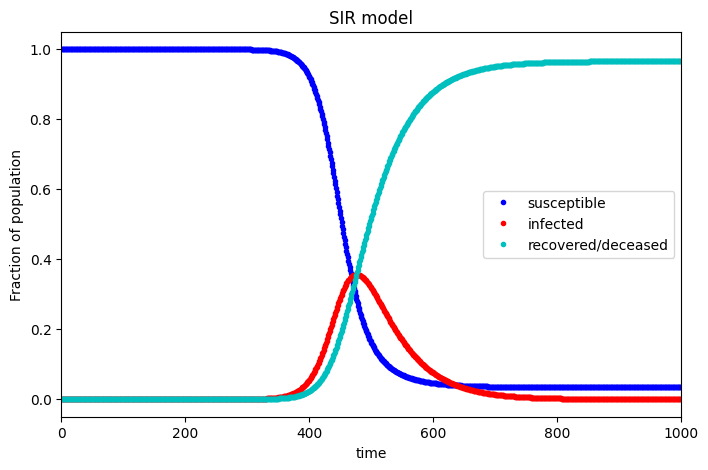 SIR model
Fraction of population
1.0
0.8
0.6
0.4
0.2
0.0
susceptible
infected
recovered/deceased
0
200
400
600
800
1000
time